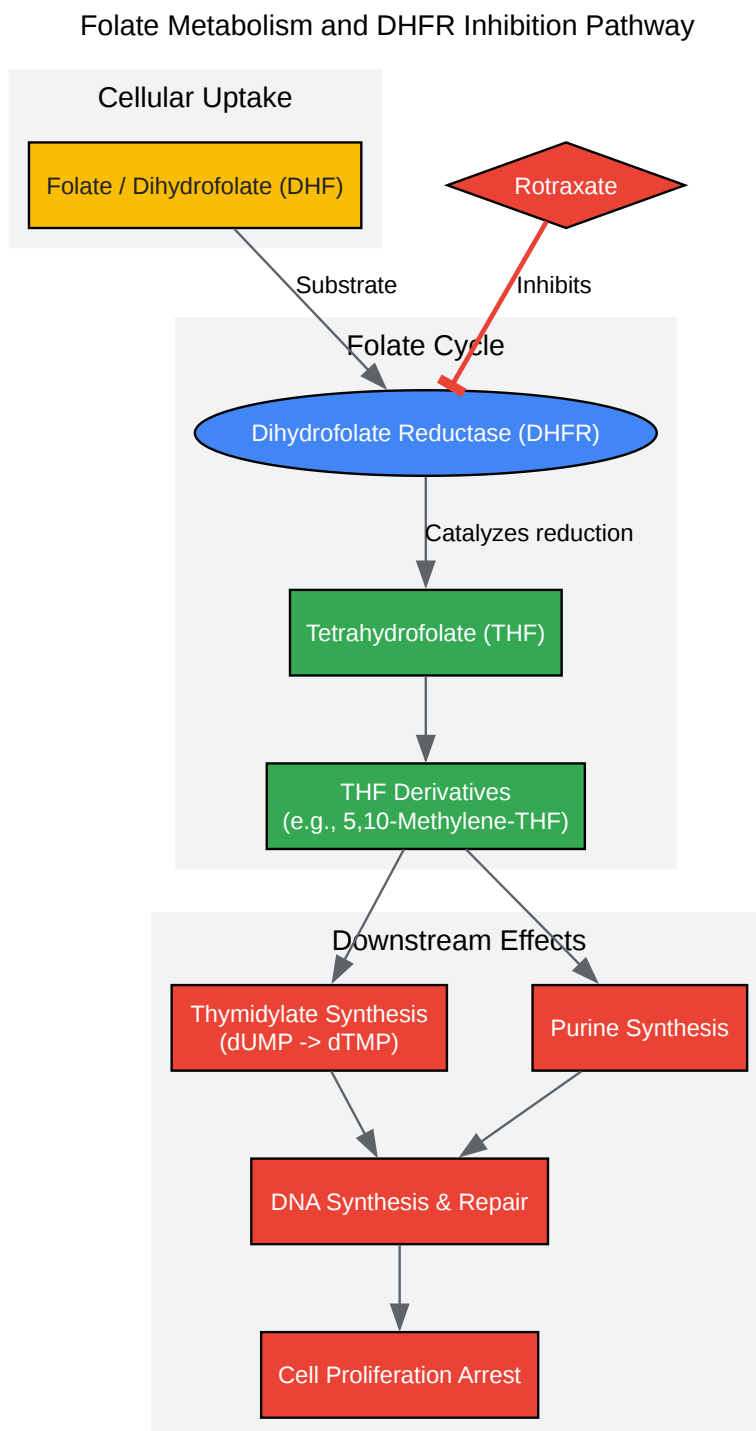 Folate Metabolism and DHFR Inhibition Pathway
Cellular Uptake
Folate / Dihydrofolate (DHF)
Rotraxate
Substrate
Inhibits
Folate Cycle
Dihydrofolate Reductase (DHFR)
Catalyzes reduction
Tetrahydrofolate (THF)
THF Derivatives
(e.g., 5,10-Methylene-THF)
Downstream Effects
Thymidylate Synthesis
(dUMP -> dTMP)
Purine Synthesis
DNA Synthesis & Repair
Cell Proliferation Arrest